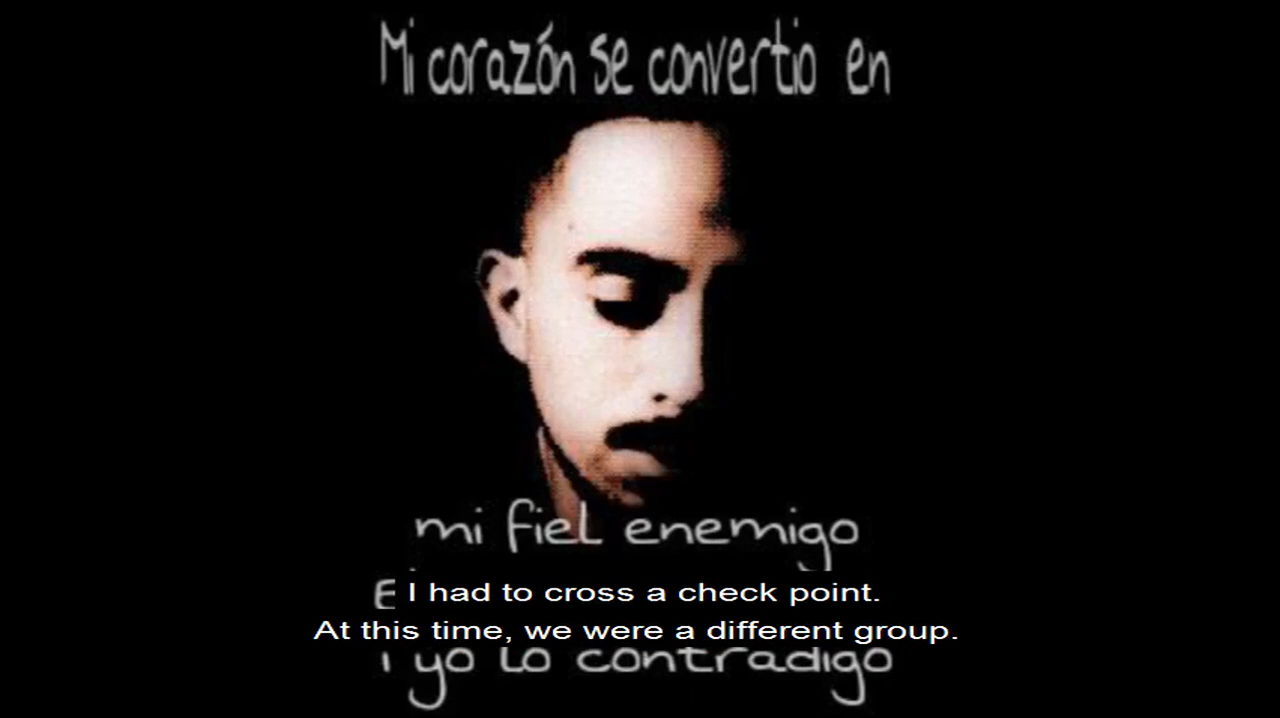 Mi corazón se convertio en
mi fiel enemigo
I had to cross a check point.
At this time, we were a different group.
yo lo contradigo